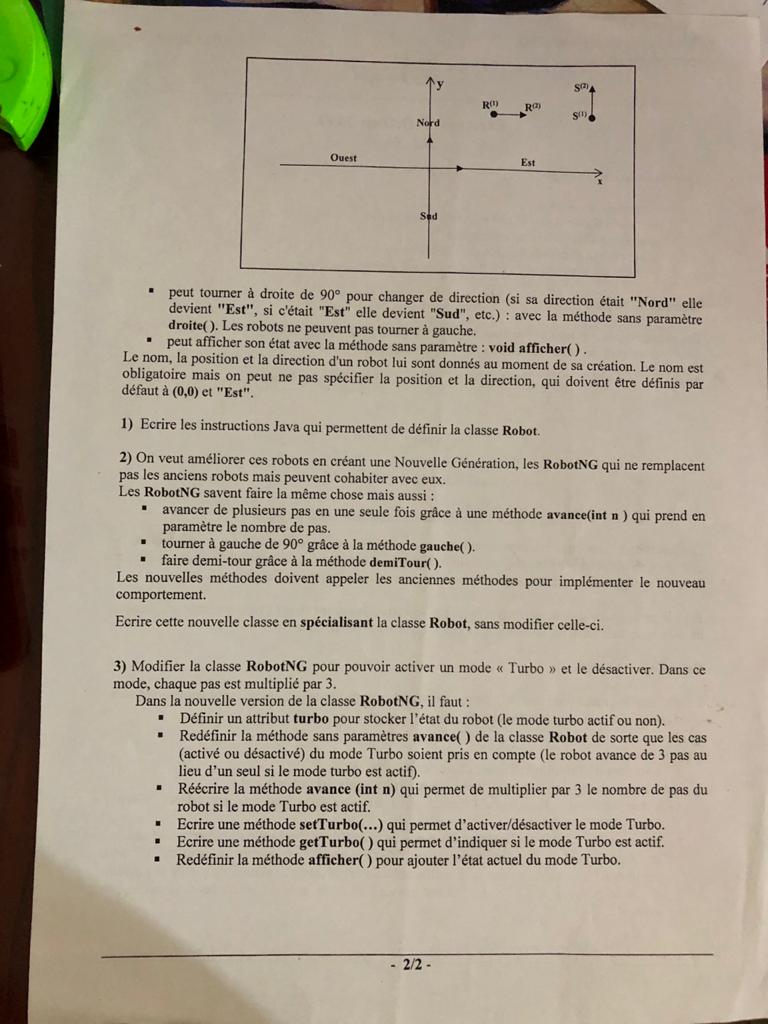 y
R(1) R(2)
S(2)
S(1)
Nord
Ouest
Est
x
Sud
▪ peut tourner à droite de 90° pour changer de direction (si sa direction était "Nord" elle
devient "Est", si c'était "Est" elle devient "Sud", etc.) : avec la méthode sans paramètre
droite( ). Les robots ne peuvent pas tourner à gauche.
▪ peut afficher son état avec la méthode sans paramètre : void afficher( ) .
Le nom, la position et la direction d'un robot lui sont donnés au moment de sa création. Le nom est
obligatoire mais on peut ne pas spécifier la position et la direction, qui doivent être définis par
défaut à (0,0) et "Est".
1) Ecrire les instructions Java qui permettent de définir la classe Robot.
2) On veut améliorer ces robots en créant une Nouvelle Génération, les RobotNG qui ne remplacent
pas les anciens robots mais peuvent cohabiter avec eux.
Les RobotNG savent faire la même chose mais aussi :
▪ avancer de plusieurs pas en une seule fois grâce à une méthode avance(int n ) qui prend en
paramètre le nombre de pas.
▪ tourner à gauche de 90° grâce à la méthode gauche( ).
▪ faire demi-tour grâce à la méthode demiTour( ).
Les nouvelles méthodes doivent appeler les anciennes méthodes pour implémenter le nouveau
comportement.
Ecrire cette nouvelle classe en spécialisant la classe Robot, sans modifier celle-ci.
3) Modifier la classe RobotNG pour pouvoir activer un mode « Turbo » et le désactiver. Dans ce
mode, chaque pas est multiplié par 3.
Dans la nouvelle version de la classe RobotNG, il faut :
▪ Définir un attribut turbo pour stocker l'état du robot (le mode turbo actif ou non).
▪ Redéfinir la méthode sans paramètres avance( ) de la classe Robot de sorte que les cas
(activé ou désactivé) du mode Turbo soient pris en compte (le robot avance de 3 pas au
lieu d'un seul si le mode turbo est actif).
▪ Réécrire la méthode avance (int n) qui permet de multiplier par 3 le nombre de pas du
robot si le mode Turbo est actif.
▪ Ecrire une méthode setTurbo(...) qui permet d'activer/désactiver le mode Turbo.
▪ Ecrire une méthode getTurbo( ) qui permet d'indiquer si le mode Turbo est actif.
▪ Redéfinir la méthode afficher( ) pour ajouter l'état actuel du mode Turbo.
- 2/2 -